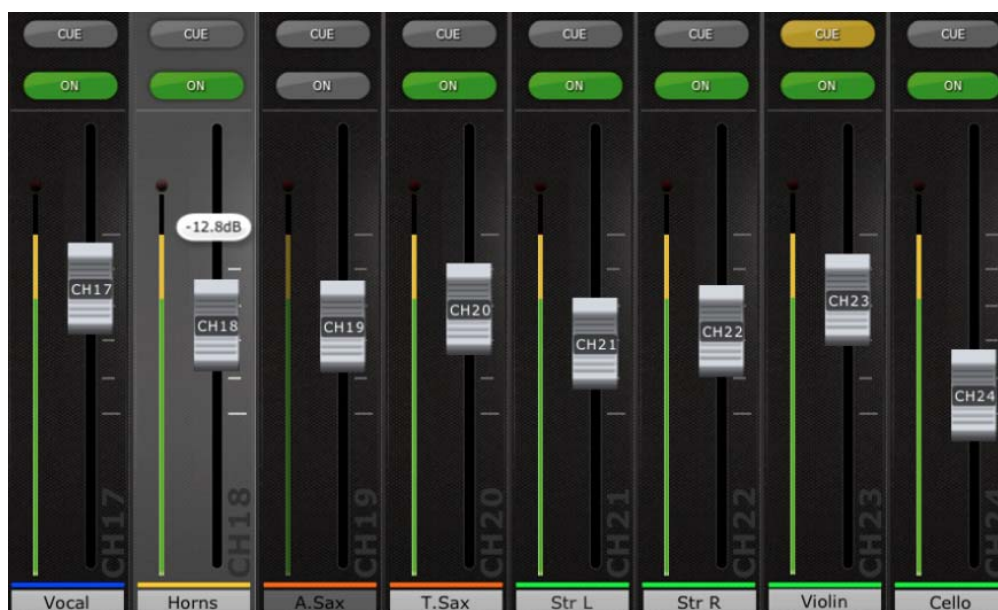 CUE CUE CUE CUE CUE CUE CUE CUE
ON ON ON ON ON ON ON ON
-12.8dB
CH17 CH18 CH19 CH20 CH21 CH22 CH23 CH24
CH17 CH18 CH19 CH20 CH21 CH22 CH23 CH24
Vocal Horns A.Sax T.Sax Str L Str R Violin Cello